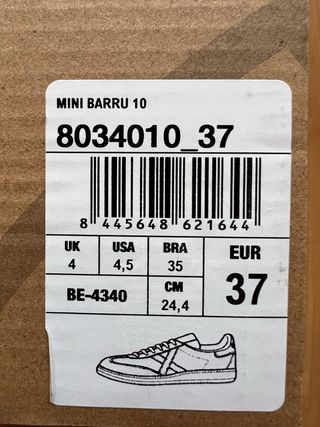 MINI BARRU 10
8034010_37
8 445648 621644
UK USA BRA EUR
4 4,5 35 37
BE-4340 CM
24,4